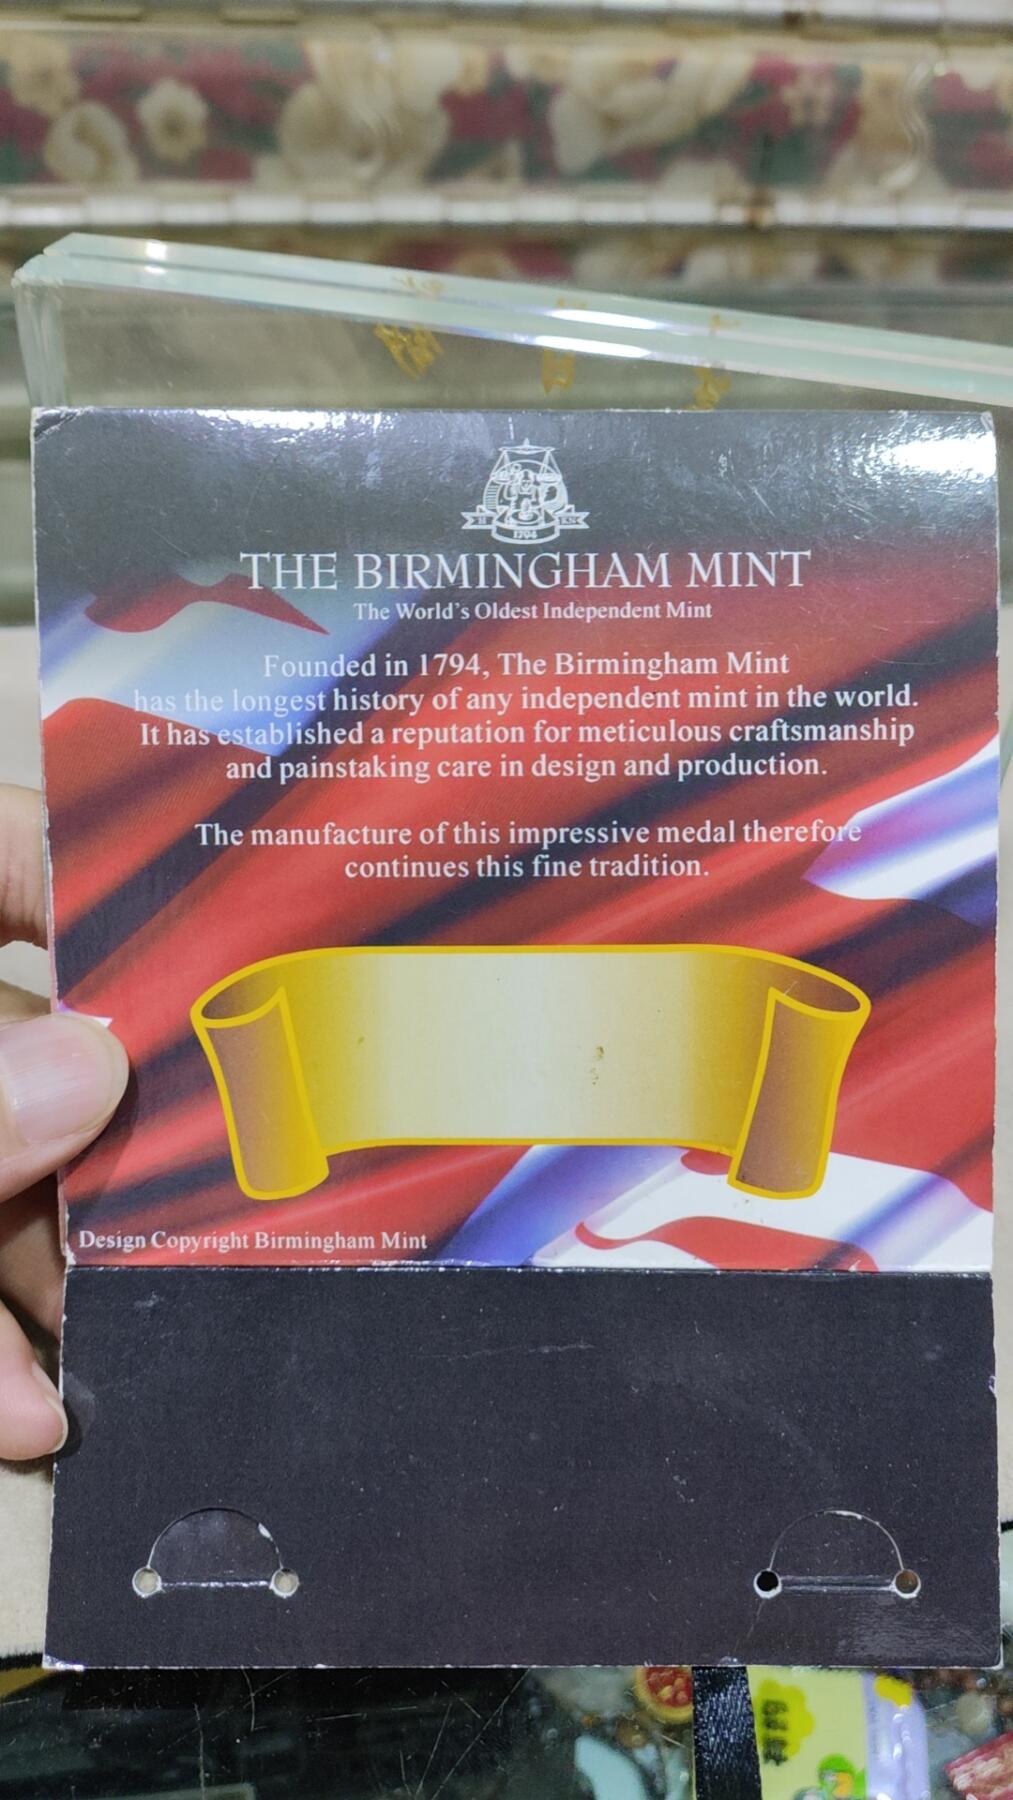 1794
THE BIRMINGHAM MINT
The World's Oldest Independent Mint
Founded in 1794, The Birmingham Mint
has the longest history of any independent mint in the world.
It has established a reputation for meticulous craftsmanship
and painstaking care in design and production.
The manufacture of this impressive medal therefore
continues this fine tradition.
Design Copyright Birmingham Mint